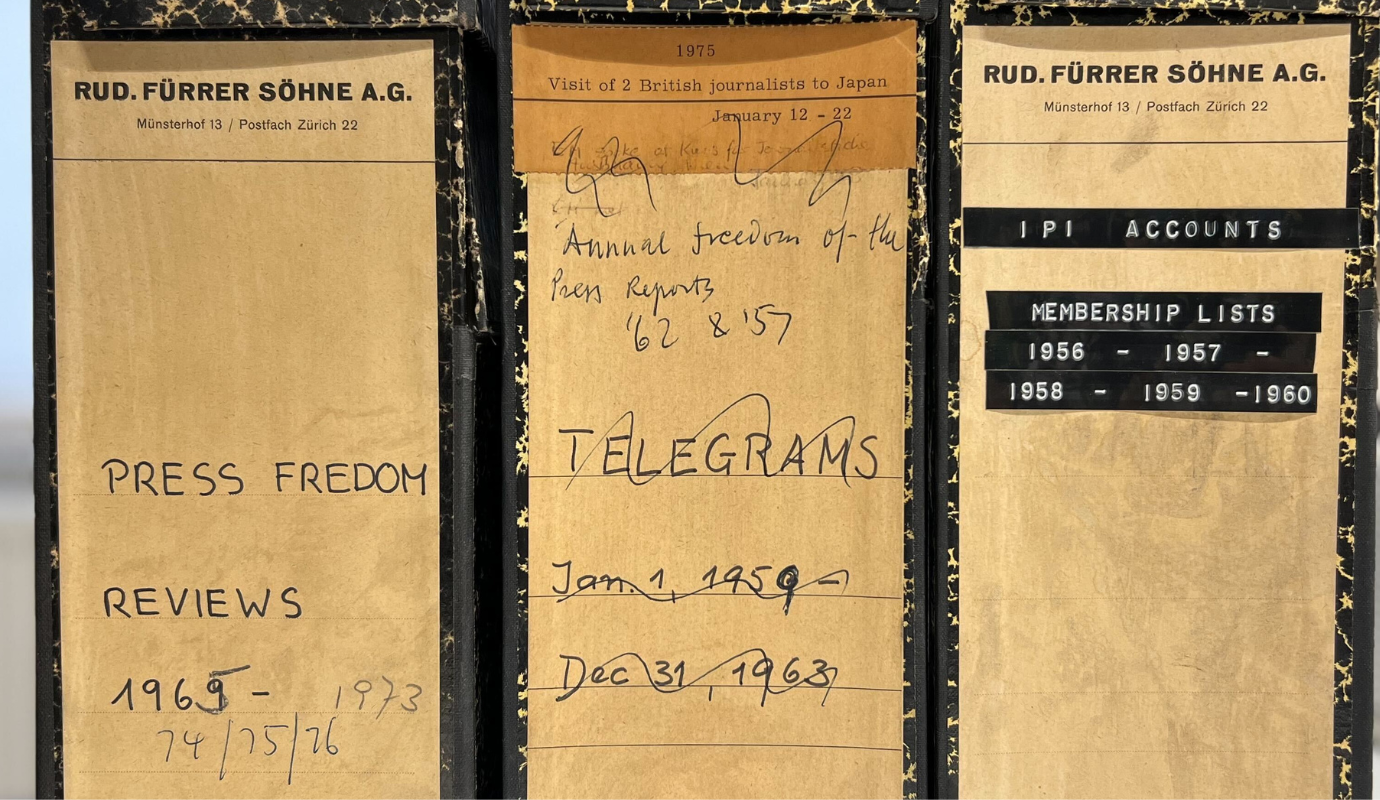 RUD. FÜRRER SÖHNE A.G.
Münsterhof 13 / Postfach Zürich 22
PRESS FREDOM
REVIEWS
1969 - 1973
74/75/76
1975
Visit of 2 British journalists to Japan
January 12 - 22
Annual freedom of the
Press Reports
'62 & '57
TELEGRAMS
Jan. 1, 1959 -
Dec 31, 1963
RUD. FÜRRER SÖHNE A.G.
Münsterhof 13 / Postfach Zürich 22
IPI ACCOUNTS
MEMBERSHIP LISTS
1956 - 1957 -
1958 - 1959 -1960